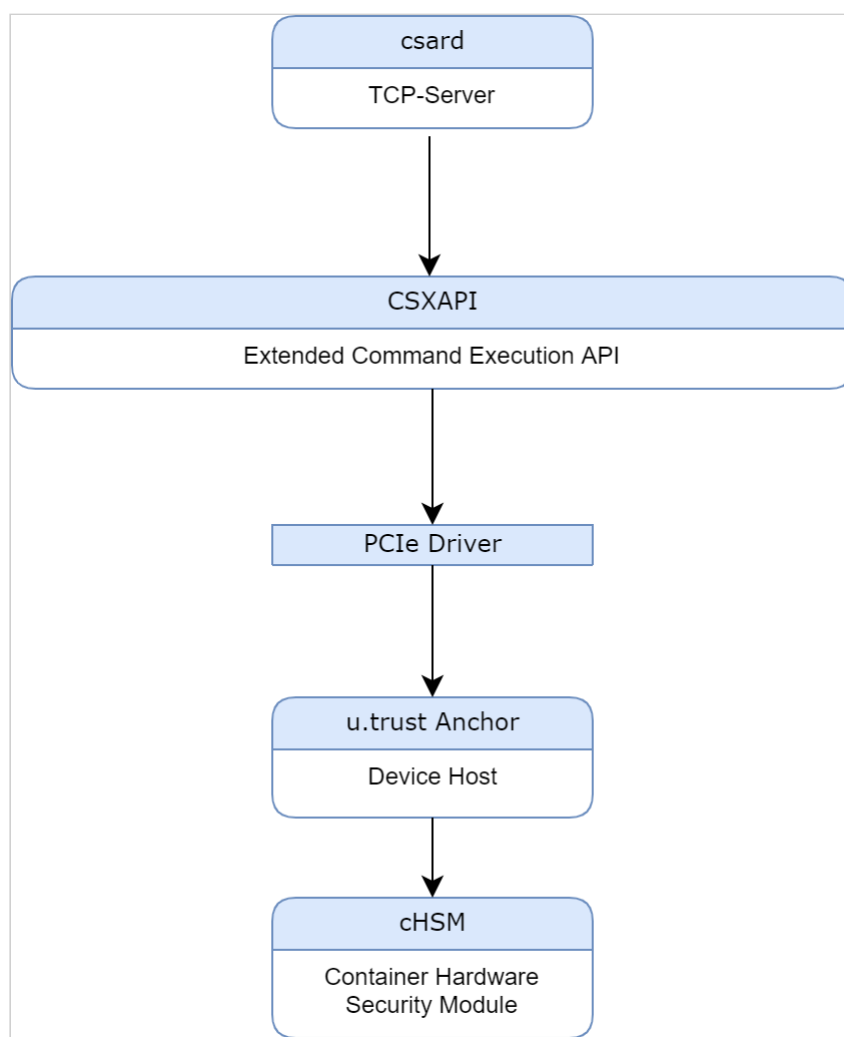 csard
TCP-Server
CSXAPI
Extended Command Execution API
PCIe Driver
u.trust Anchor
Device Host
cHSM
Container Hardware
Security Module